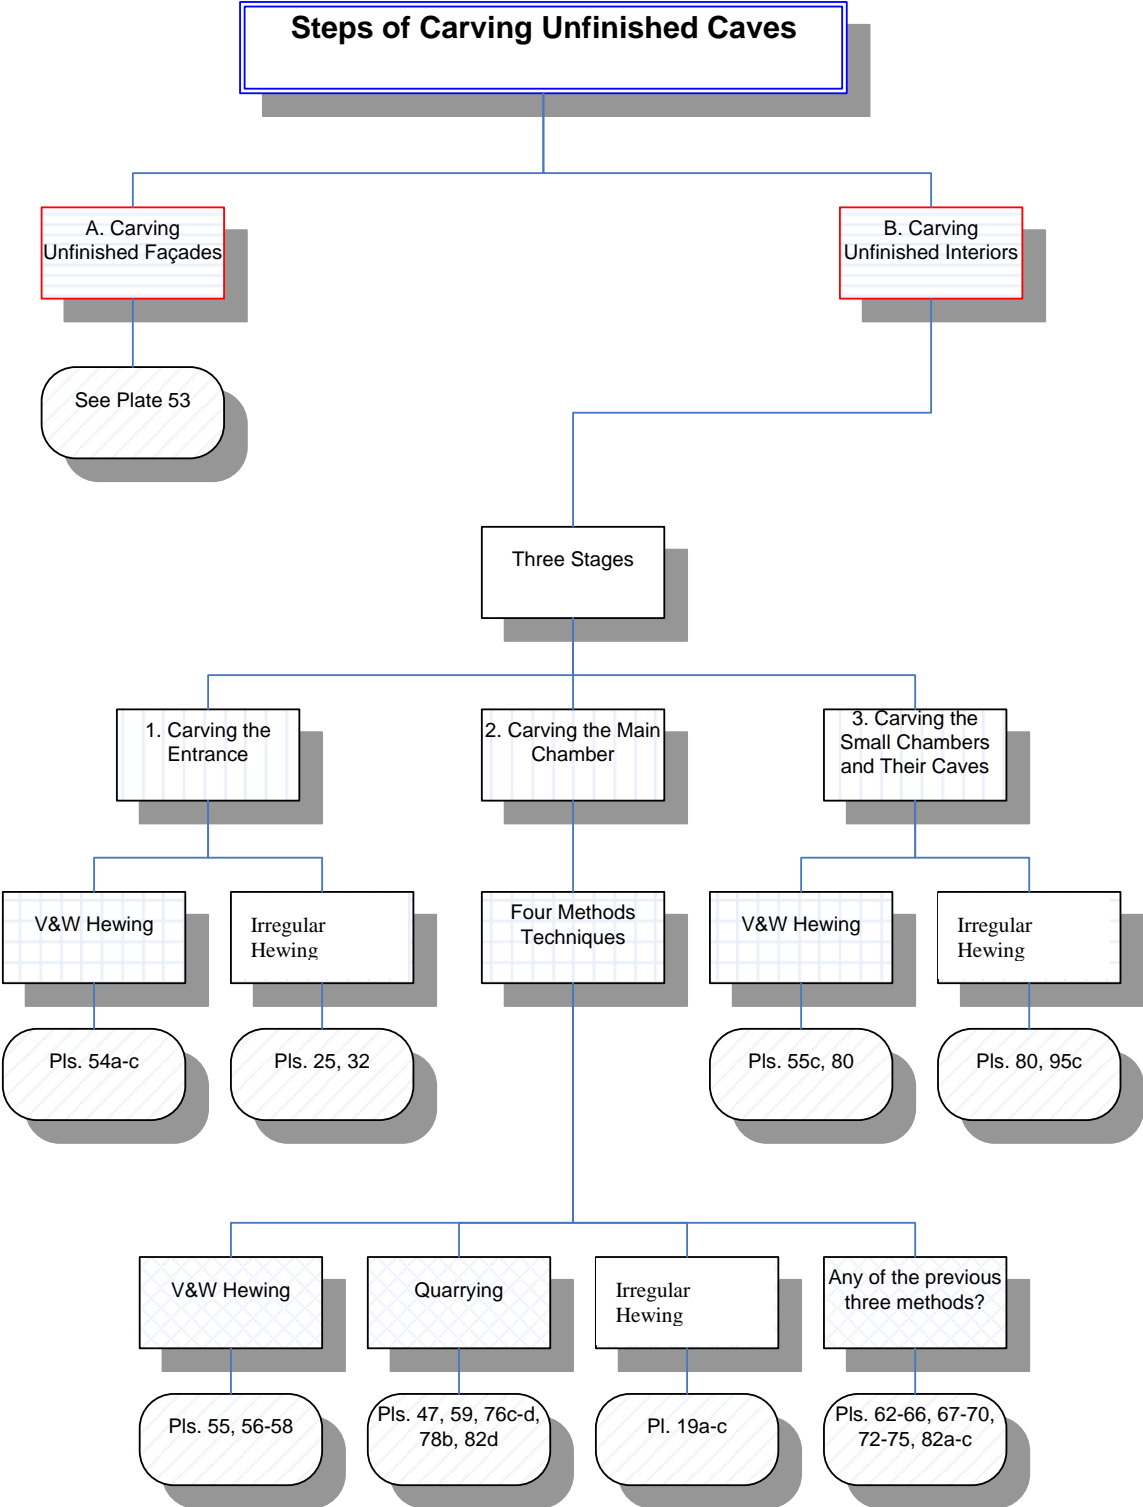 Steps of Carving Unfinished Caves
A. Carving
Unfinished Façades
B. Carving
Unfinished Interiors
See Plate 53
Three Stages
1. Carving the
Entrance
2. Carving the Main
Chamber
3. Carving the
Small Chambers
and Their Caves
V&W Hewing
Irregular
Hewing
Four Methods
Techniques
V&W Hewing
Irregular
Hewing
Pls. 54a-c
Pls. 25, 32
Pls. 55c, 80
Pls. 80, 95c
V&W Hewing
Quarrying
Irregular
Hewing
Any of the previous
three methods?
Pls. 55, 56-58
Pls. 47, 59, 76c-d,
78b, 82d
Pl. 19a-c
Pls. 62-66, 67-70,
72-75, 82a-c